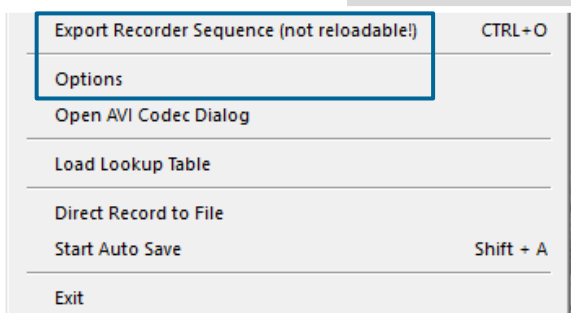 Export Recorder Sequence (not reloadable!) CTRL+O
Options
Open AVI Codec Dialog
Load Lookup Table
Direct Record to File
Start Auto Save Shift + A
Exit